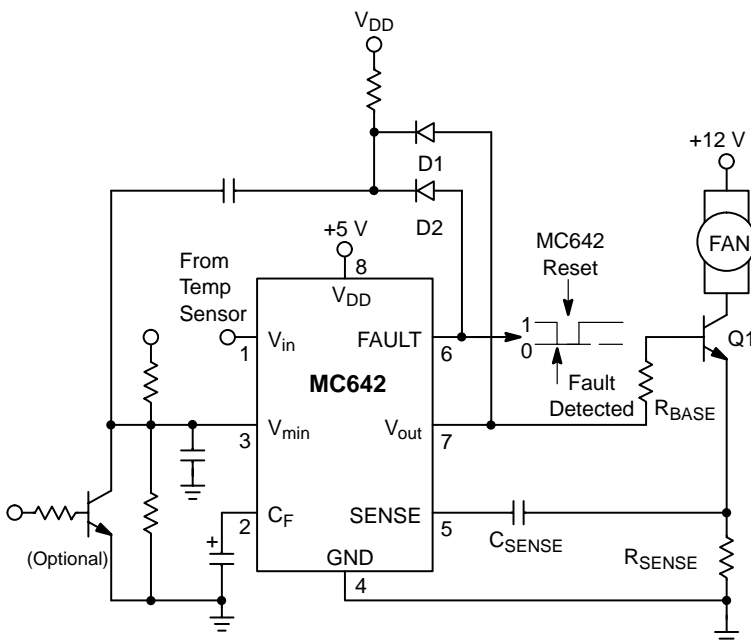 VDD
+12 V
D1
D2
+5 V
8
VDD
From
Temp
Sensor
MC642
Reset
FAN
1
Vin
FAULT
6
1
0
Q1
MC642
Fault
Detected
RBASE
3
Vmin
Vout
7
2
CF
SENSE
5
CSENSE
(Optional)
+
GND
4
RSENSE